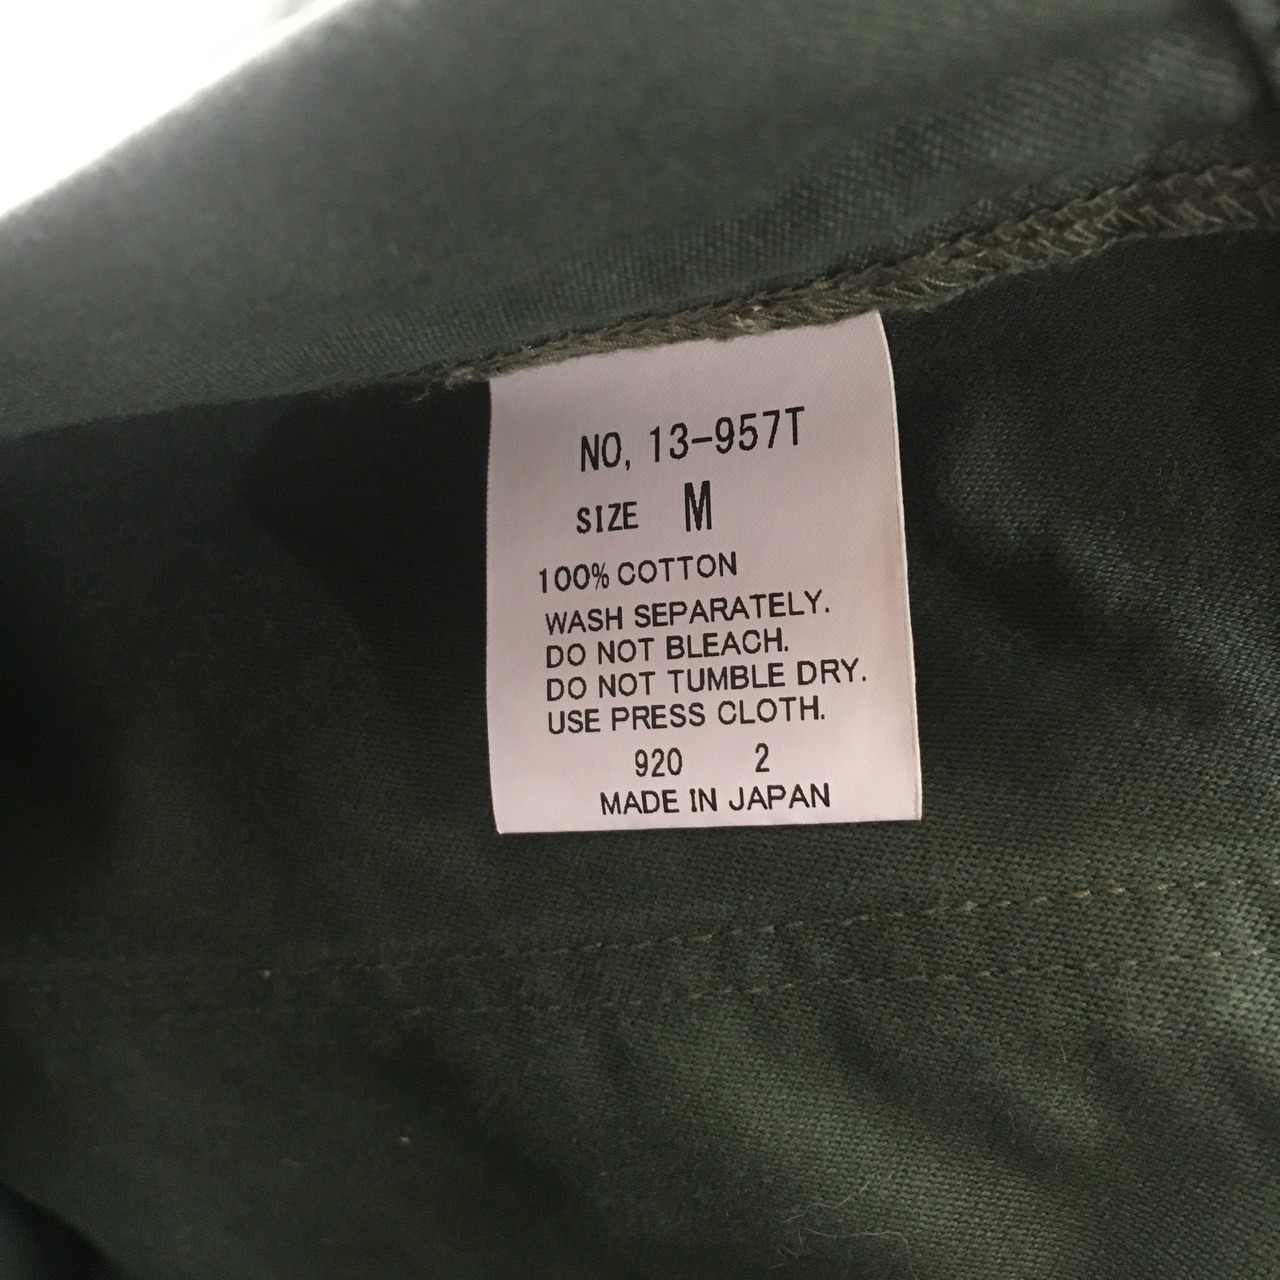 NO, 13-957T
SIZE M
100% COTTON
WASH SEPARATELY.
DO NOT BLEACH.
DO NOT TUMBLE DRY.
USE PRESS CLOTH.
920 2
MADE IN JAPAN